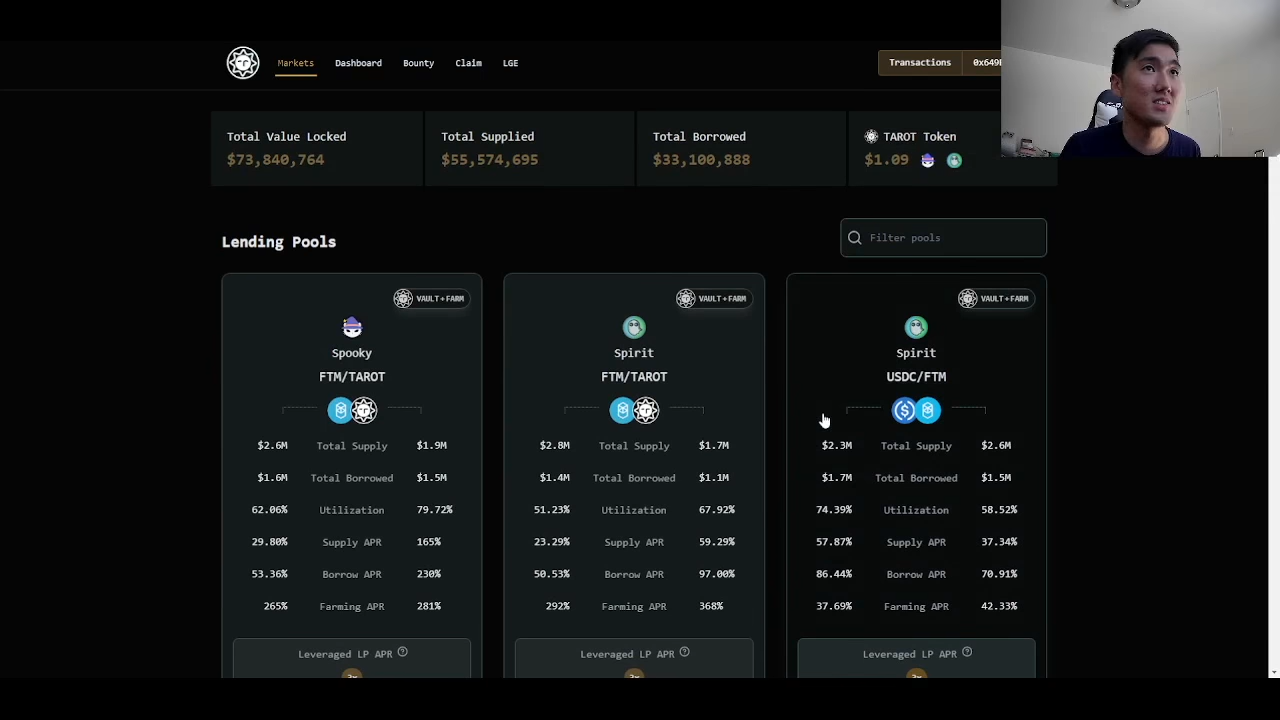 Markets Dashboard Bounty Claim LGE Transactions
Total Value Locked Total Supplied Total Borrowed TAROT Token
$73,840,764 $55,574,695 $33,100,888 $1.09
Lending Pools Filter pools
VAULT+FARM
Spooky
FTM/TAROT
$2.6M Total Supply $1.9M
$1.6M Total Borrowed $1.5M
62.06% Utilization 79.72%
29.80% Supply APR 165%
53.36% Borrow APR 230%
265% Farming APR 281%
Leveraged LP APR
VAULT+FARM
Spirit
FTM/TAROT
$2.8M Total Supply $1.7M
$1.4M Total Borrowed $1.1M
51.23% Utilization 67.92%
23.29% Supply APR 59.29%
50.53% Borrow APR 97.00%
292% Farming APR 368%
Leveraged LP APR
VAULT+FARM
Spirit
USDC/FTM
$2.3M Total Supply $2.6M
$1.7M Total Borrowed $1.5M
74.39% Utilization 58.52%
57.87% Supply APR 37.34%
86.44% Borrow APR 70.91%
37.69% Farming APR 42.33%
Leveraged LP APR